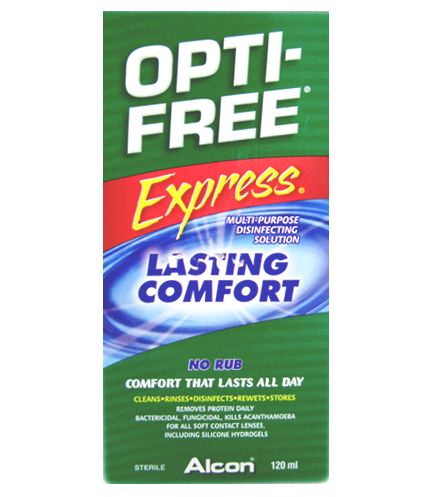 OPTI-
FREE®
Express®
MULTI-PURPOSE
DISINFECTING
SOLUTION
LASTING
COMFORT
NO RUB
COMFORT THAT LASTS ALL DAY
CLEANS•RINSES•DISINFECTS•REWETS•STORES
REMOVES PROTEIN DAILY
BACTERICIDAL, FUNGICIDAL, KILLS ACANTHAMOEBA
FOR ALL SOFT CONTACT LENSES,
INCLUDING SILICONE HYDROGELS
STERILE Alcon® 120 ml